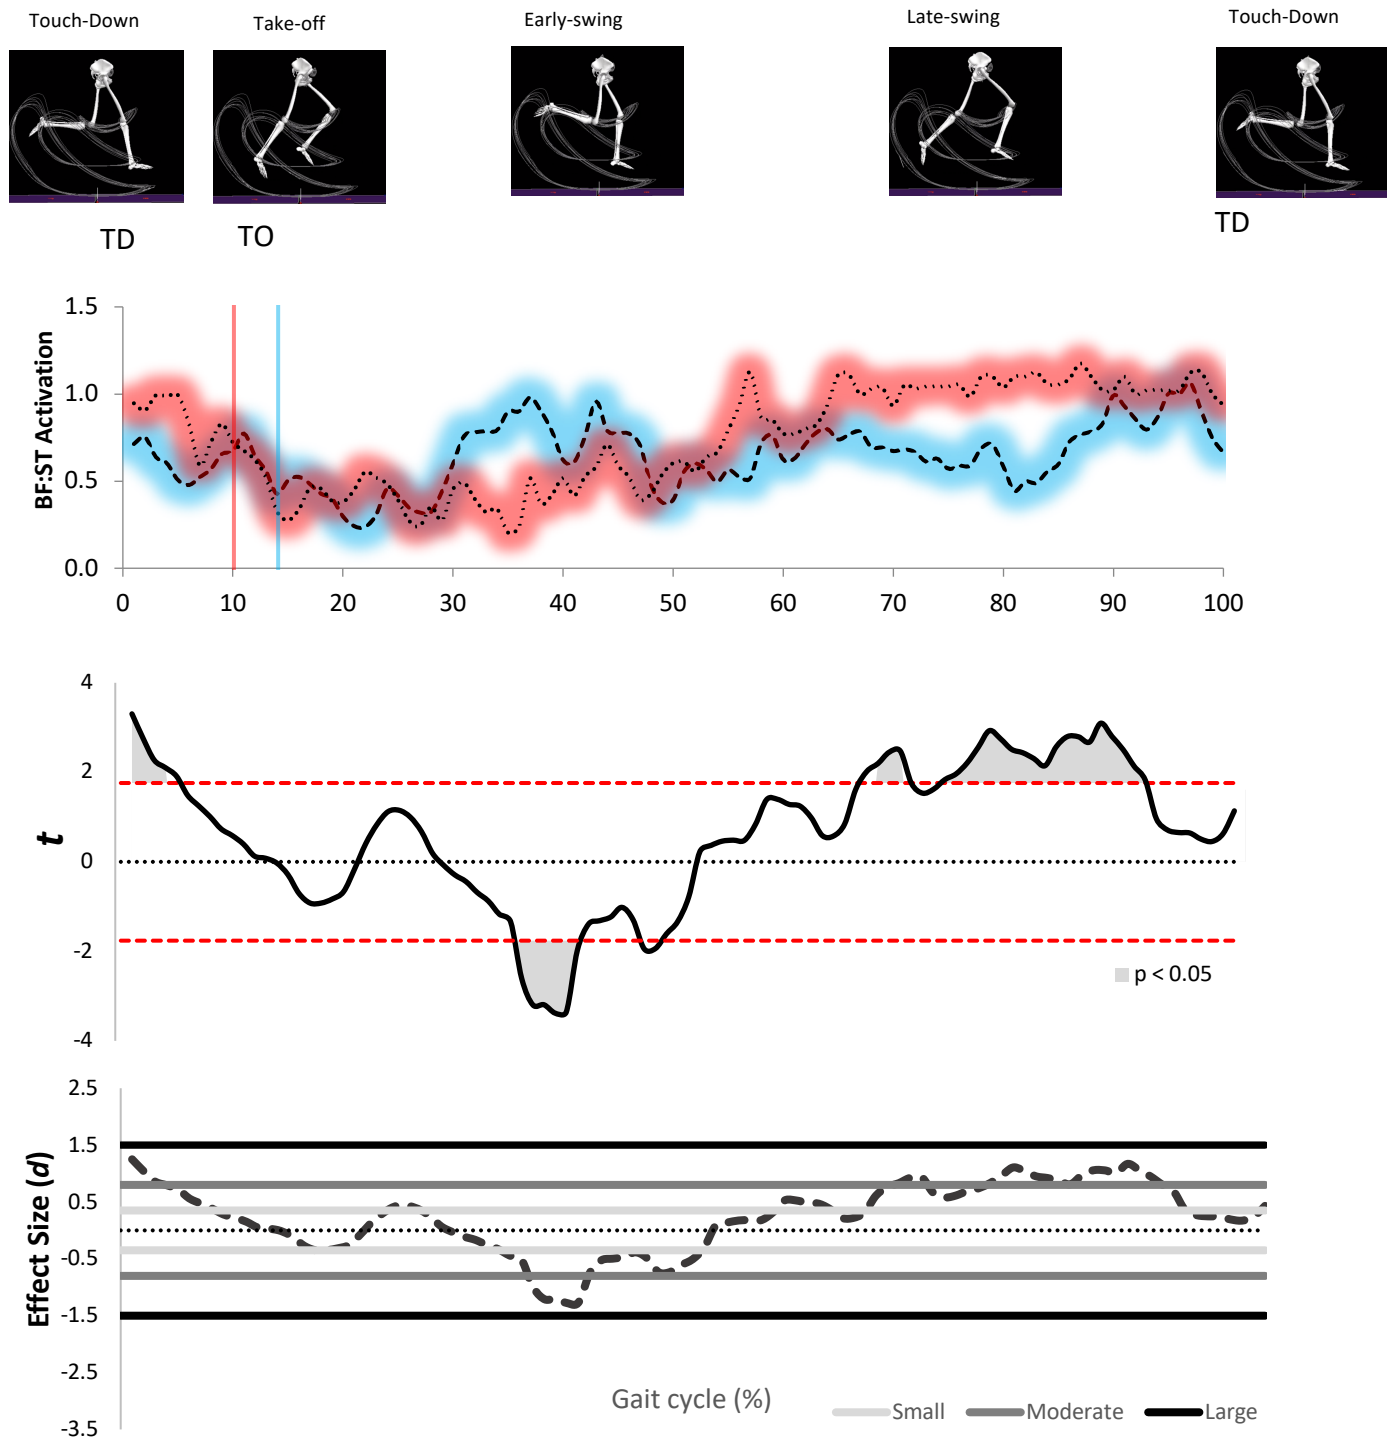 Touch-Down
Take-off
Early-swing
Late-swing
Touch-Down
TD
TO
TD
BF:ST Activation
1.5
1.0
0.5
0.0
0 10 20 30 40 50 60 70 80 90 100
t
4
2
0
-2
-4
p < 0.05
Effect Size (d)
2.5
1.5
0.5
-0.5
-1.5
-2.5
-3.5
Gait cycle (%)
Small Moderate Large